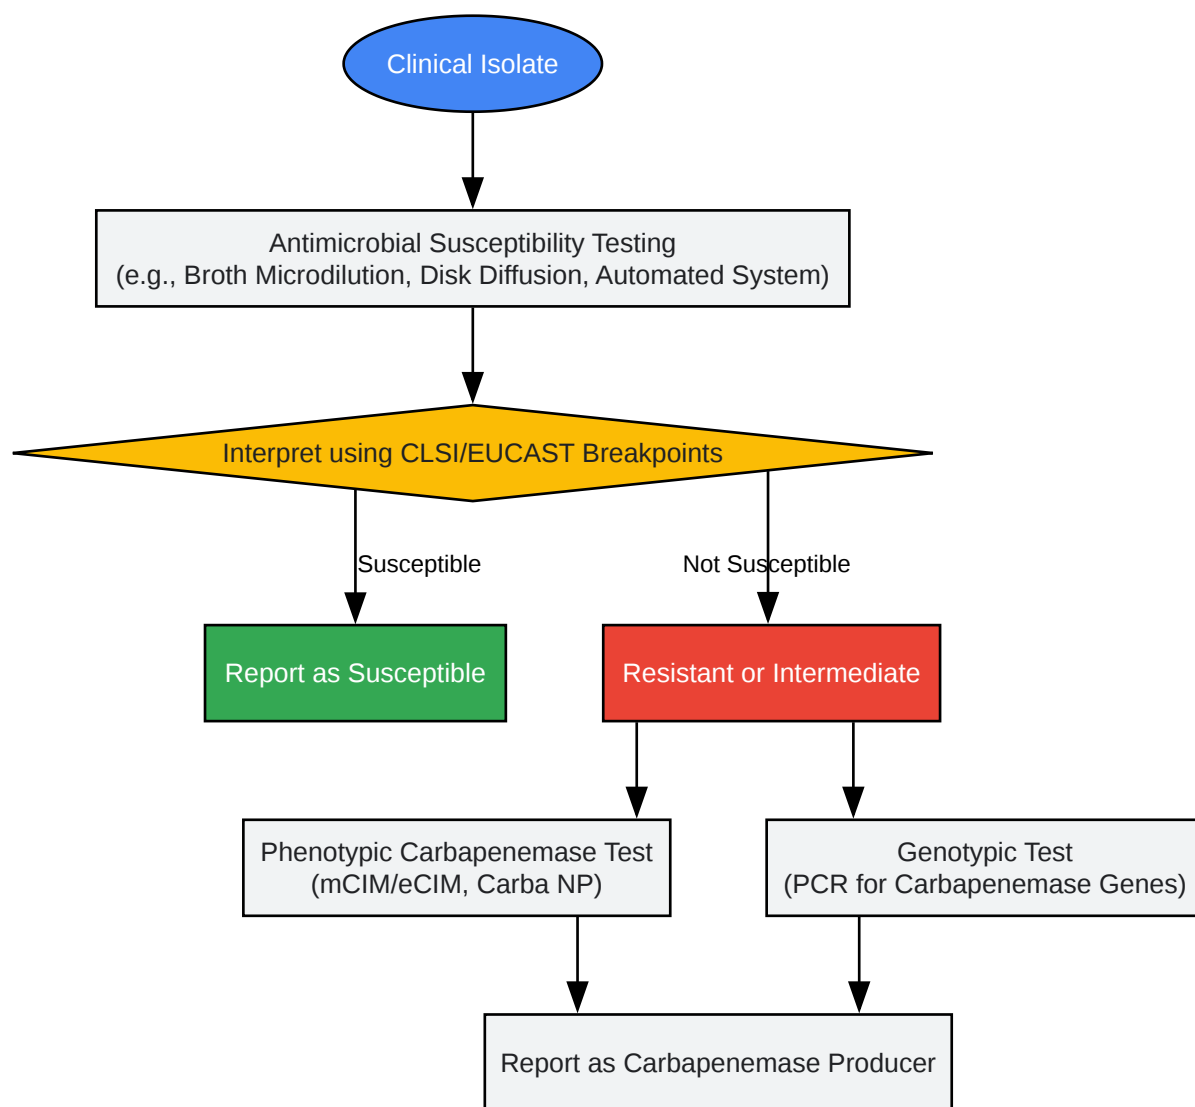 Clinical Isolate
Antimicrobial Susceptibility Testing
(e.g., Broth Microdilution, Disk Diffusion, Automated System)
Interpret using CLSI/EUCAST Breakpoints
Susceptible
Not Susceptible
Report as Susceptible
Resistant or Intermediate
Phenotypic Carbapenemase Test
(mCIM/eCIM, Carba NP)
Genotypic Test
(PCR for Carbapenemase Genes)
Report as Carbapenemase Producer